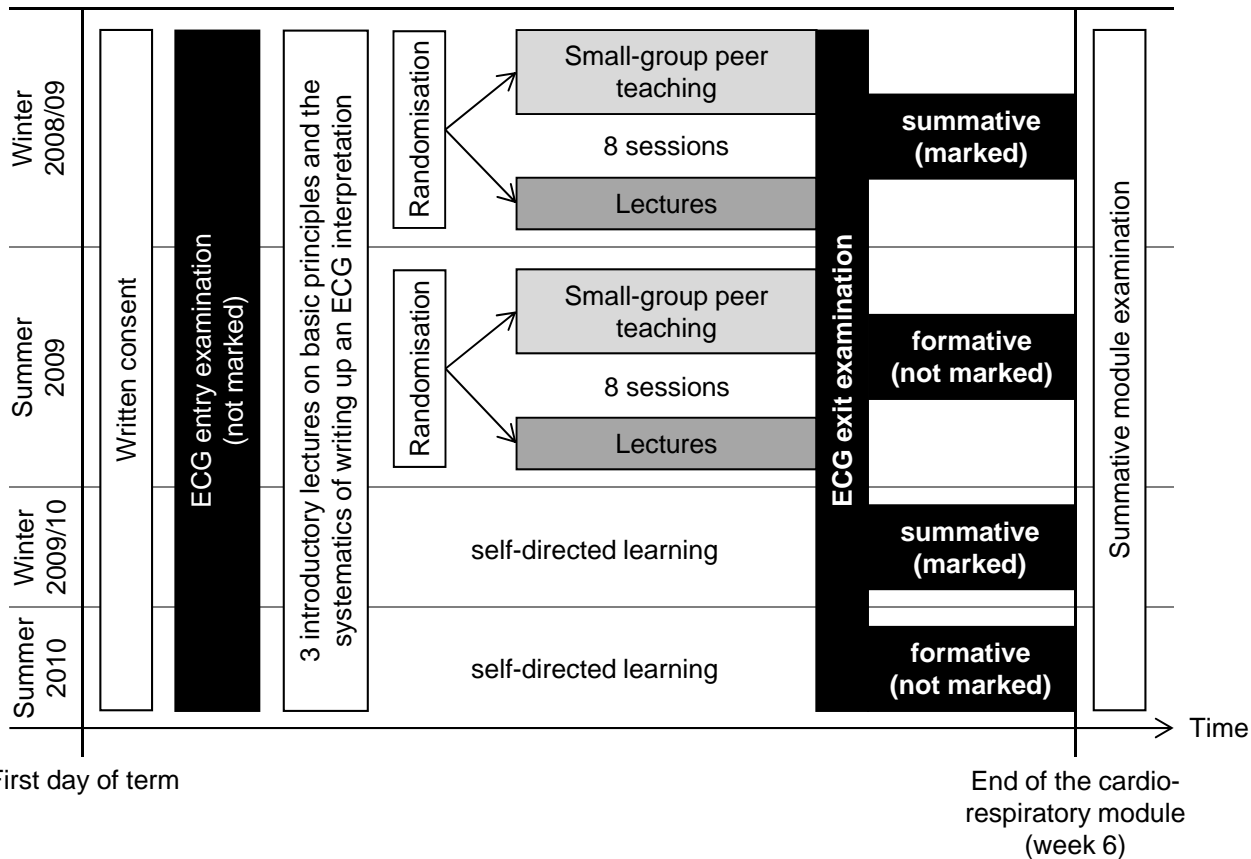 Winter
2008/09
Summer
2009
Winter
2009/10
Summer
2010
Written consent
ECG entry examination
(not marked)
3 introductory lectures on basic principles and the
systematics of writing up an ECG interpretation
Randomisation
Small-group peer
teaching
8 sessions
Lectures
Randomisation
Small-group peer
teaching
8 sessions
Lectures
self-directed learning
self-directed learning
ECG exit examination
summative
(marked)
formative
(not marked)
summative
(marked)
formative
(not marked)
Summative module examination
Time
First day of term
End of the cardio-
respiratory module
(week 6)